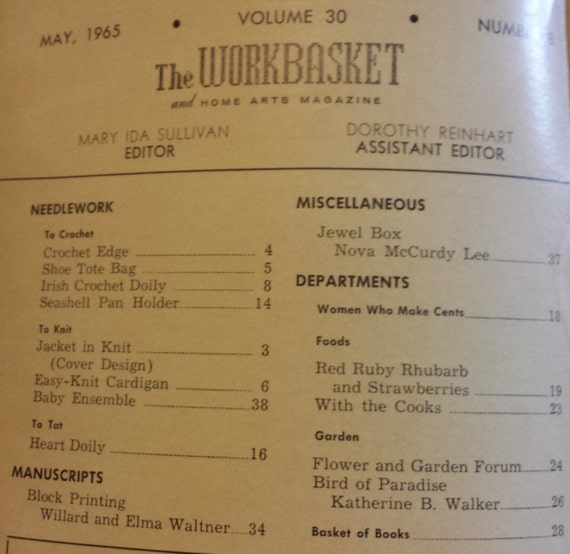 MAY, 1965 • VOLUME 30 • NUMBER 8
The WORKBASKET
and HOME ARTS MAGAZINE
MARY IDA SULLIVAN
EDITOR
DOROTHY REINHART
ASSISTANT EDITOR
NEEDLEWORK
To Crochet
Crochet Edge 4
Shoe Tote Bag 5
Irish Crochet Doily 8
Seashell Pan Holder 14
To Knit
Jacket in Knit 3
(Cover Design)
Easy-Knit Cardigan 6
Baby Ensemble 38
To Tat
Heart Doily 16
MANUSCRIPTS
Block Printing
Willard and Elma Waltner 34
MISCELLANEOUS
Jewel Box
Nova McCurdy Lee 37
DEPARTMENTS
Women Who Make Cents 18
Foods
Red Ruby Rhubarb
and Strawberries 19
With the Cooks 23
Garden
Flower and Garden Forum 24
Bird of Paradise
Katherine B. Walker 26
Basket of Books 28